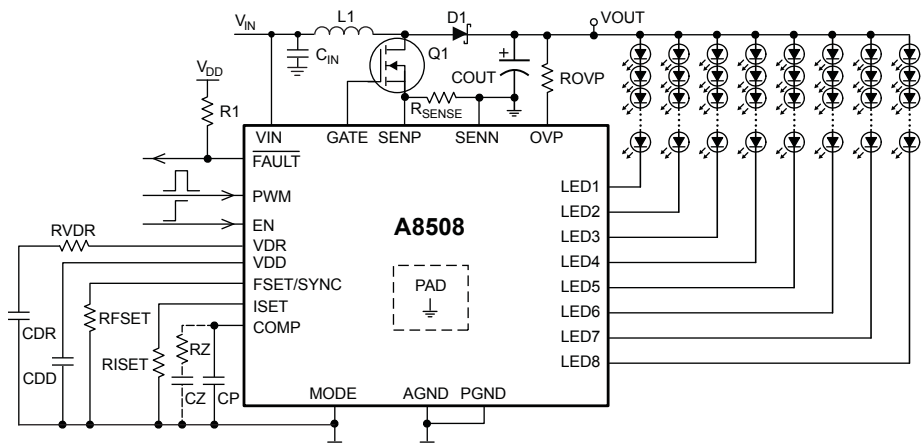 VIN L1 D1 VOUT
CIN Q1
VDD COUT ROVP
R1 RSENSE
VIN GATE SENP SENN OVP
FAULT
PWM
EN
VDR
VDD
FSET/SYNC
ISET
COMP
RVDR
CDR
CDD
RFSET
RISET
RZ
CZ CP
A8508
PAD
LED1
LED2
LED3
LED4
LED5
LED6
LED7
LED8
MODE AGND PGND